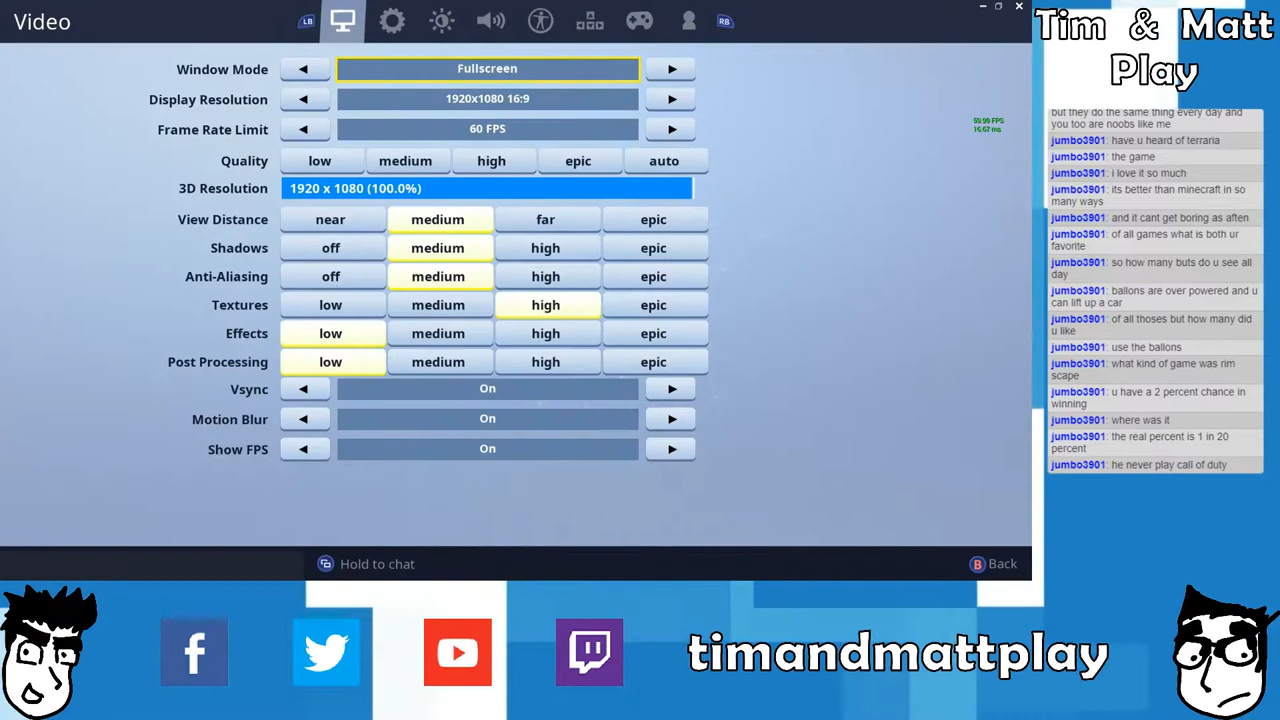 Video
LB
RB
Window Mode Fullscreen
Display Resolution 1920x1080 16:9
Frame Rate Limit 60 FPS
Quality low medium high epic auto
3D Resolution 1920 x 1080 (100.0%)
View Distance near medium far epic
Shadows off medium high epic
Anti-Aliasing off medium high epic
Textures low medium high epic
Effects low medium high epic
Post Processing low medium high epic
Vsync On
Motion Blur On
Show FPS On
59.99 FPS
16.67 ms
Hold to chat
B Back
Tim & Matt
Play
but they do the same thing every day and
you too are noobs like me
jumbo3901: have u heard of terraria
jumbo3901: the game
jumbo3901: i love it so much
jumbo3901: its better than minecraft in so
many ways
jumbo3901: and it cant get boring as aften
jumbo3901: of all games what is both ur
favorite
jumbo3901: so how many buts do u see all
day
jumbo3901: ballons are over powered and u
can lift up a car
jumbo3901: of all thoses but how many did
u like
jumbo3901: use the ballons
jumbo3901: what kind of game was rim
scape
jumbo3901: u have a 2 percent chance in
winning
jumbo3901: where was it
jumbo3901: the real percent is 1 in 20
percent
jumbo3901: he never play call of duty
f
timandmattplay